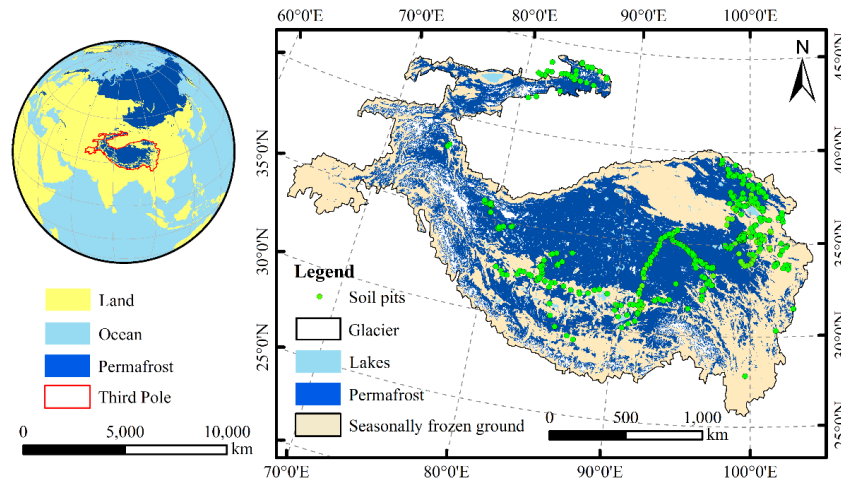 60°0'E 70°0'E 80°0'E 90°0'E 100°0'E
N
45°0'N
40°0'N
35°0'N
30°0'N
25°0'N
35°0'N
30°0'N
25°0'N
Legend
Soil pits
Glacier
Lakes
Permafrost
Seasonally frozen ground
0 500 1,000
km
70°0'E 80°0'E 90°0'E 100°0'E
Land
Ocean
Permafrost
Third Pole
0 5,000 10,000
km